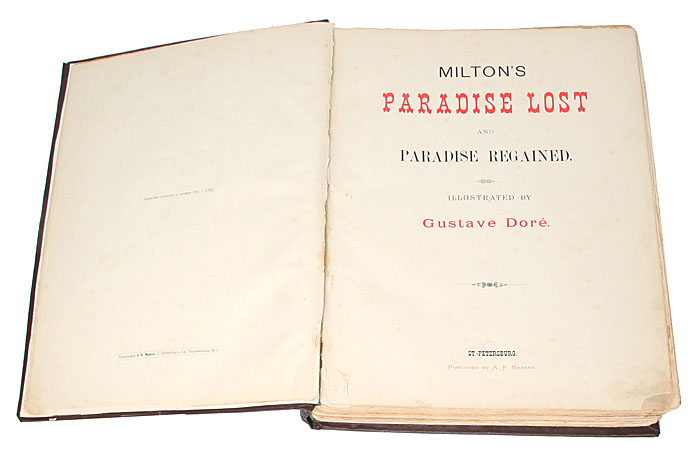 MILTON'S
PARADISE LOST
AND
PARADISE REGAINED.
ILLUSTRATED BY
Gustave Doré.
ST-PETERSBURG.
PUBLISHED BY A. F. MARCKS.